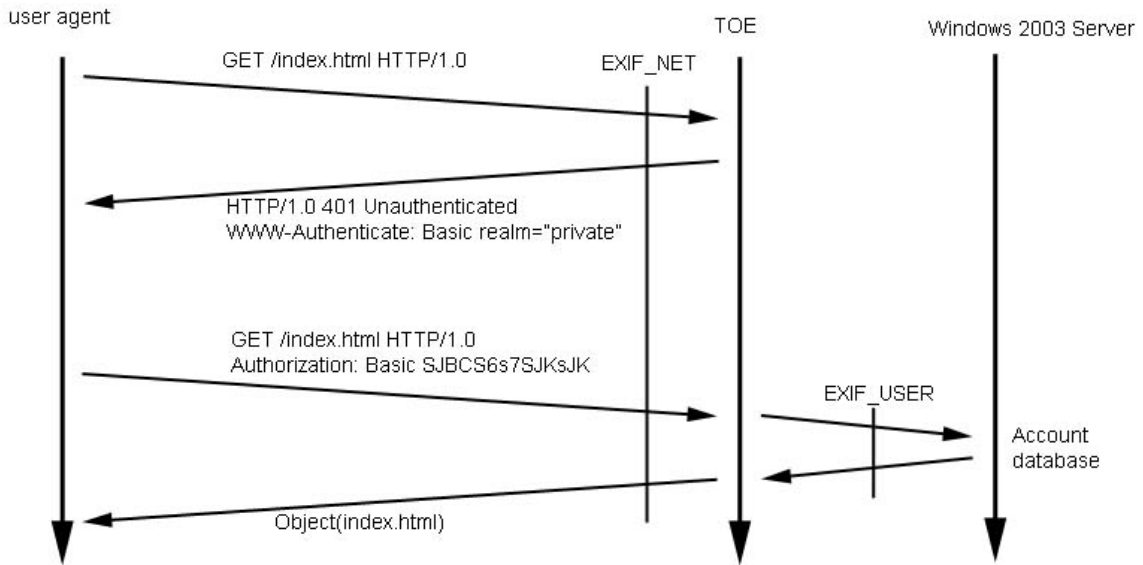 user agent
TOE
Windows 2003 Server
GET /index.html HTTP/1.0
EXIF_NET
HTTP/1.0 401 Unauthenticated
WWW-Authenticate: Basic realm="private"
GET /index.html HTTP/1.0
Authorization: Basic SJBCS6s7SJKsJK
EXIF_USER
Account
database
Object(index.html)